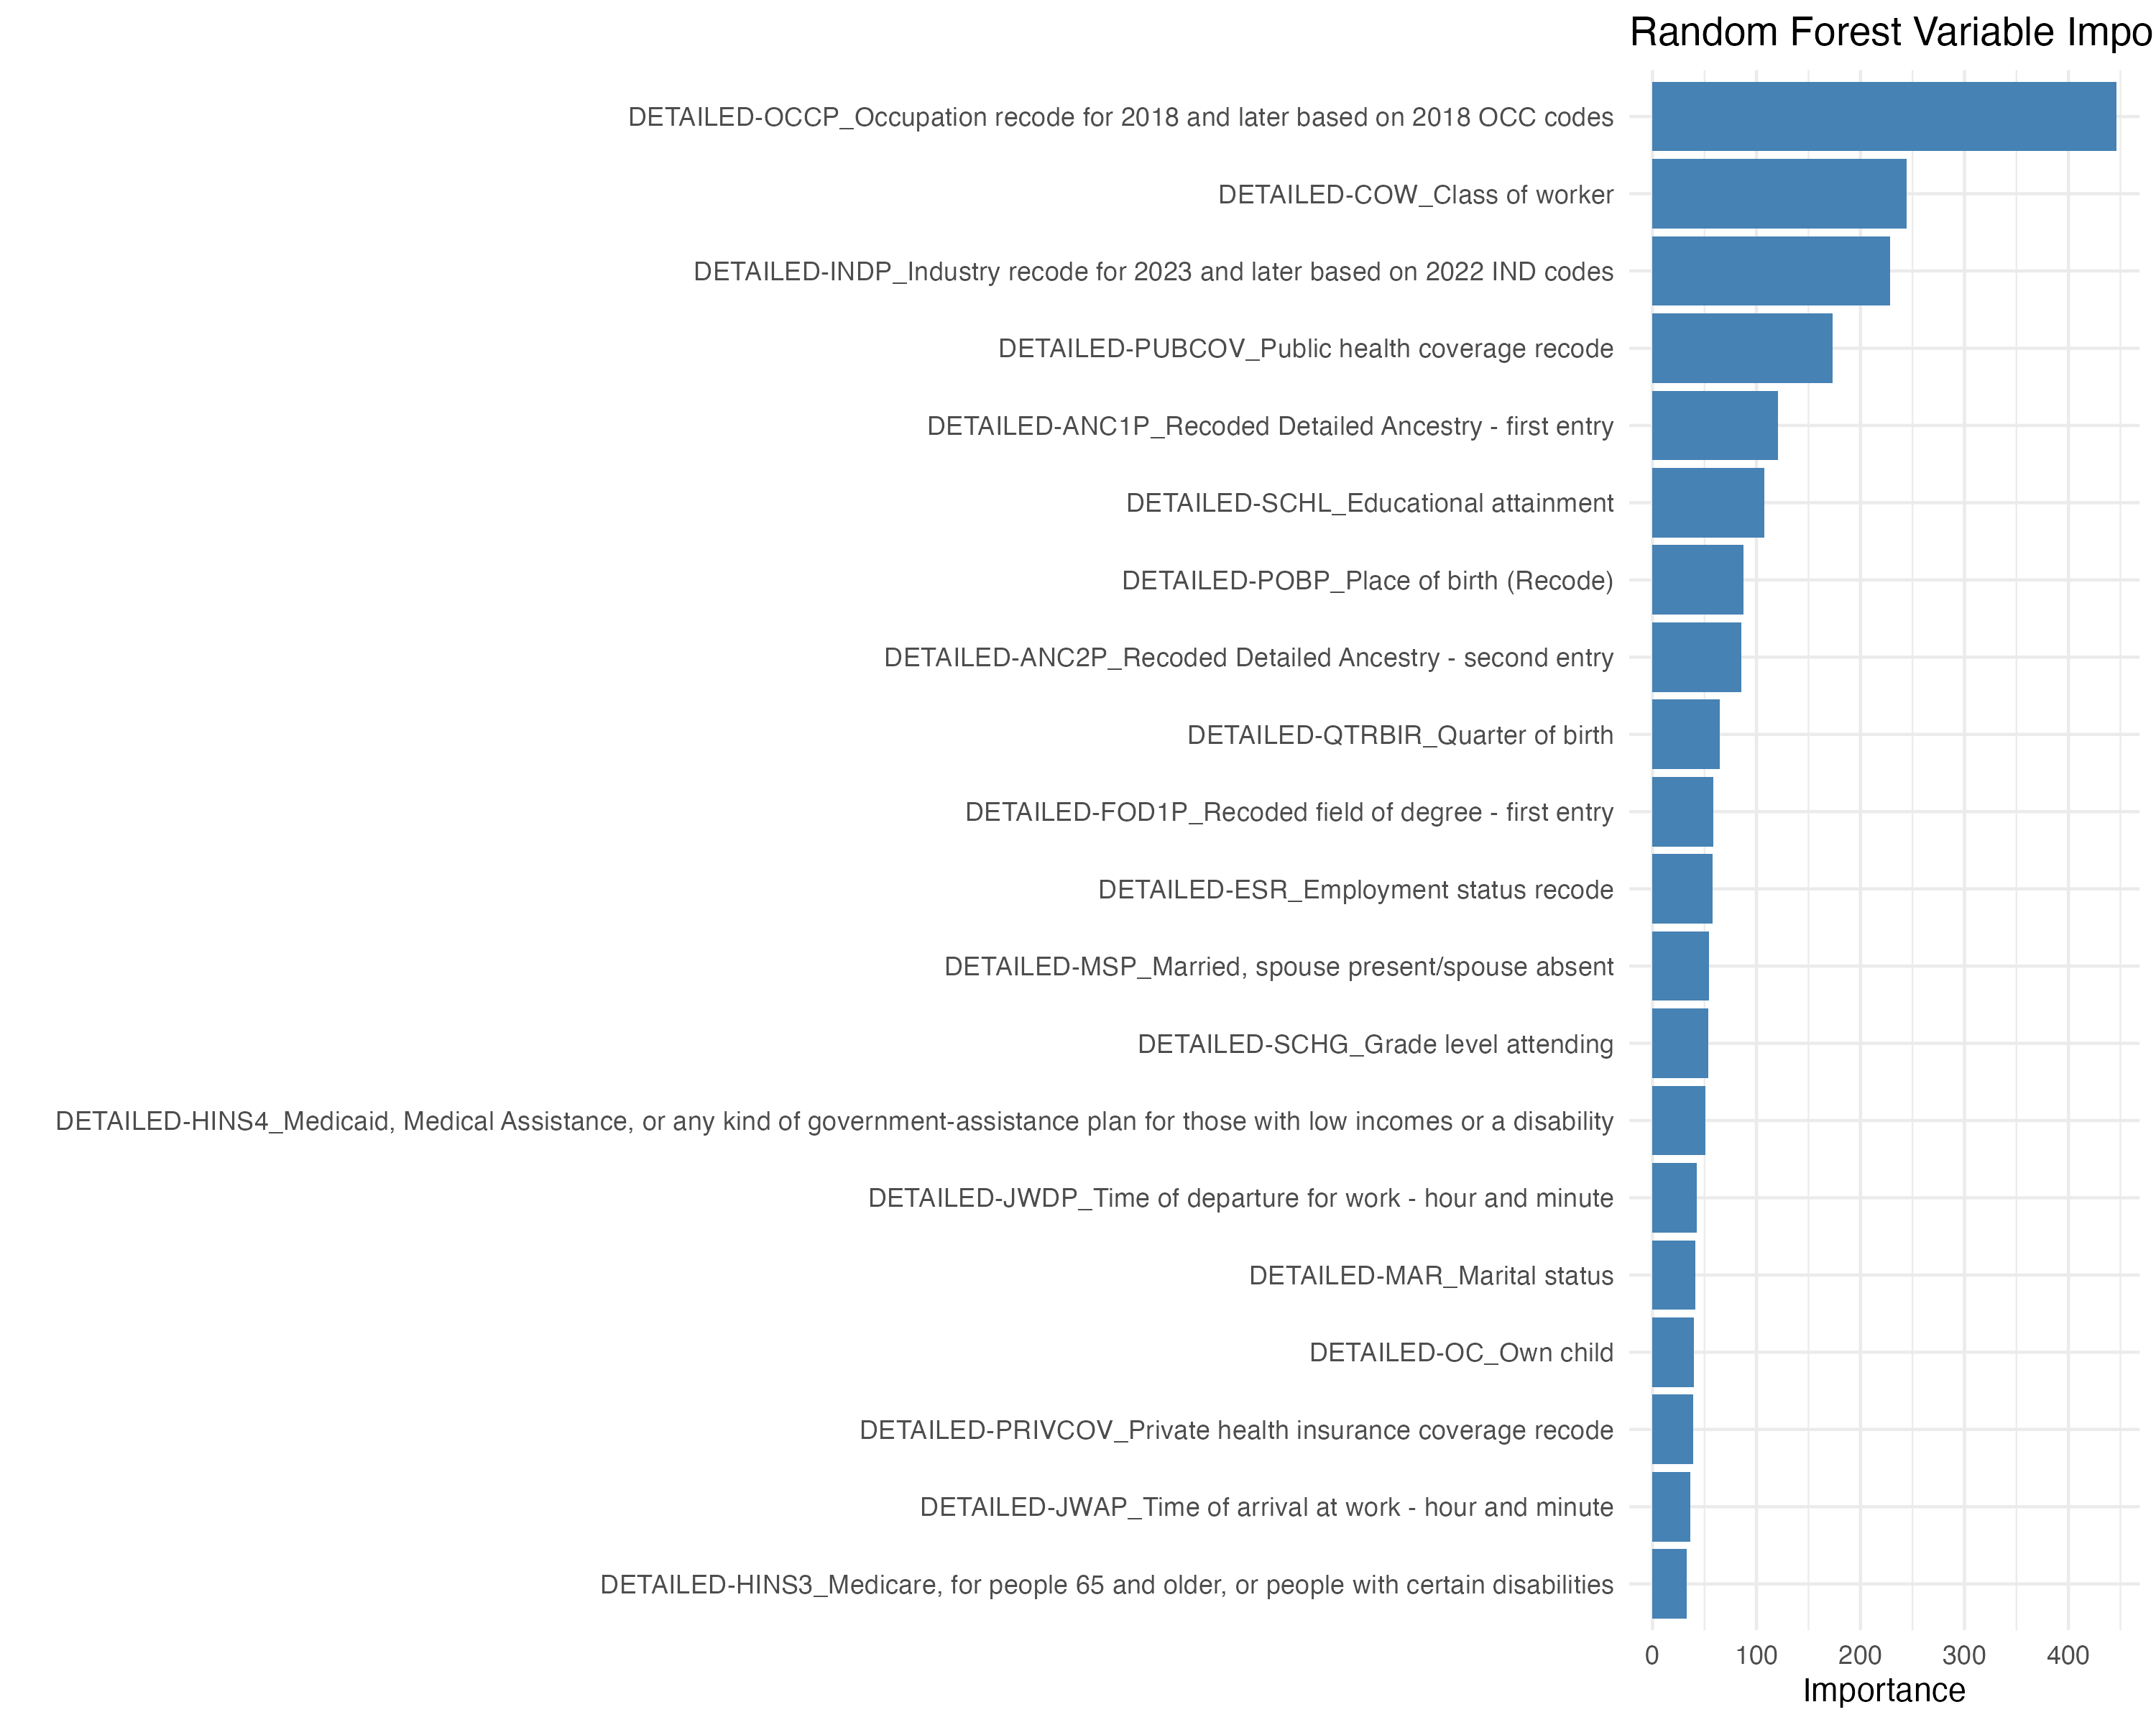 Random Forest Variable Impo
DETAILED-OCCP_Occupation recode for 2018 and later based on 2018 OCC codes
DETAILED-COW_Class of worker
DETAILED-INDP_Industry recode for 2023 and later based on 2022 IND codes
DETAILED-PUBCOV_Public health coverage recode
DETAILED-ANC1P_Recoded Detailed Ancestry - first entry
DETAILED-SCHL_Educational attainment
DETAILED-POBP_Place of birth (Recode)
DETAILED-ANC2P_Recoded Detailed Ancestry - second entry
DETAILED-QTRBIR_Quarter of birth
DETAILED-FOD1P_Recoded field of degree - first entry
DETAILED-ESR_Employment status recode
DETAILED-MSP_Married, spouse present/spouse absent
DETAILED-SCHG_Grade level attending
DETAILED-HINS4_Medicaid, Medical Assistance, or any kind of government-assistance plan for those with low incomes or a disability
DETAILED-JWDP_Time of departure for work - hour and minute
DETAILED-MAR_Marital status
DETAILED-OC_Own child
DETAILED-PRIVCOV_Private health insurance coverage recode
DETAILED-JWAP_Time of arrival at work - hour and minute
DETAILED-HINS3_Medicare, for people 65 and older, or people with certain disabilities
0 100 200 300 400
Importance